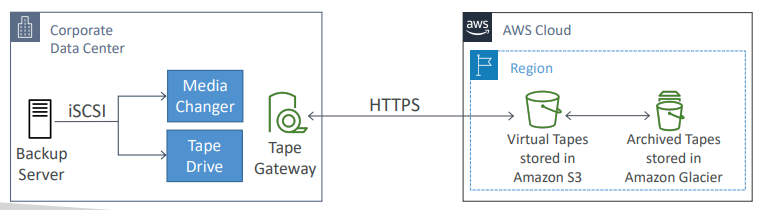 Corporate
Data Center
Backup
Server
iSCSI
Media
Changer
Tape
Drive
Tape
Gateway
HTTPS
aws
AWS Cloud
Region
Virtual Tapes
stored in
Amazon S3
Archived Tapes
stored in
Amazon Glacier